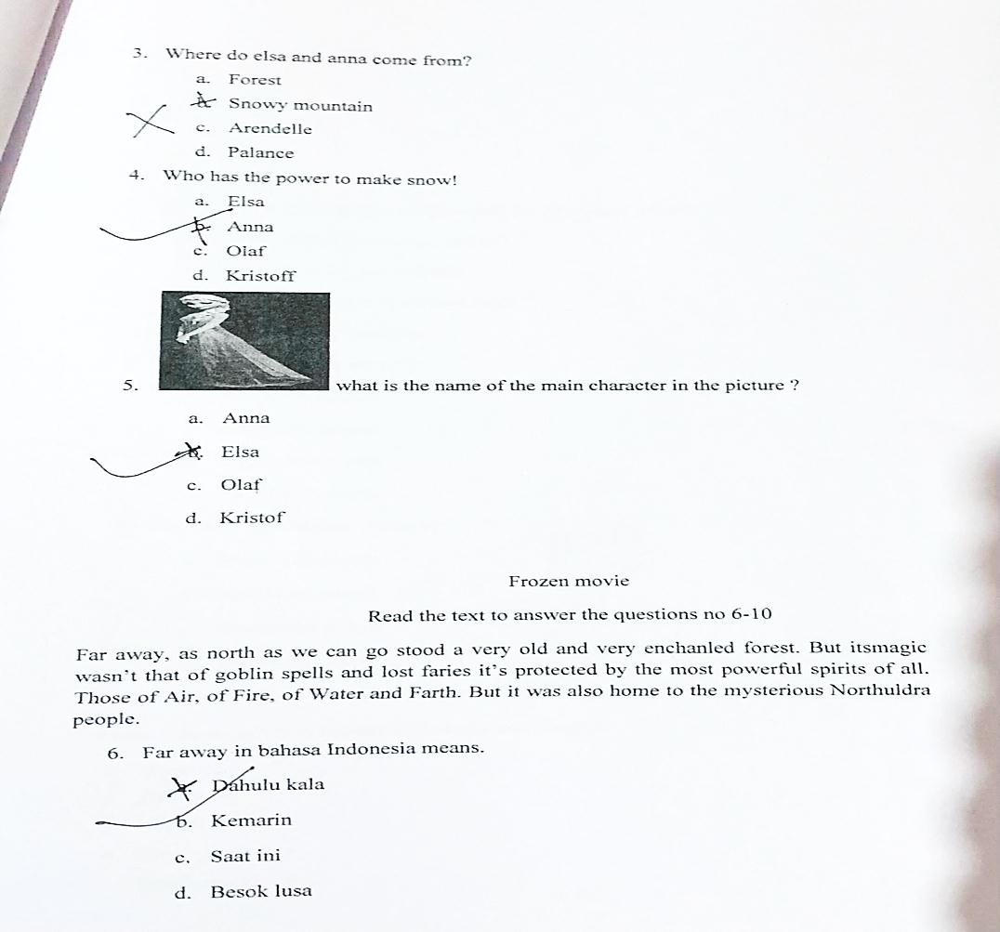 3. Where do elsa and anna come from?
a. Forest
b. Snowy mountain
c. Arendelle
d. Palance
4. Who has the power to make snow!
a. Elsa
b. Anna
c. Olaf
d. Kristoff
5. what is the name of the main character in the picture ?
a. Anna
b. Elsa
c. Olaf
d. Kristof
Frozen movie
Read the text to answer the questions no 6-10
Far away, as north as we can go stood a very old and very enchanled forest. But itsmagic
wasn't that of goblin spells and lost faries it's protected by the most powerful spirits of all.
Those of Air, of Fire, of Water and Farth. But it was also home to the mysterious Northuldra
people.
6. Far away in bahasa Indonesia means.
a. Dahulu kala
b. Kemarin
c. Saat ini
d. Besok lusa